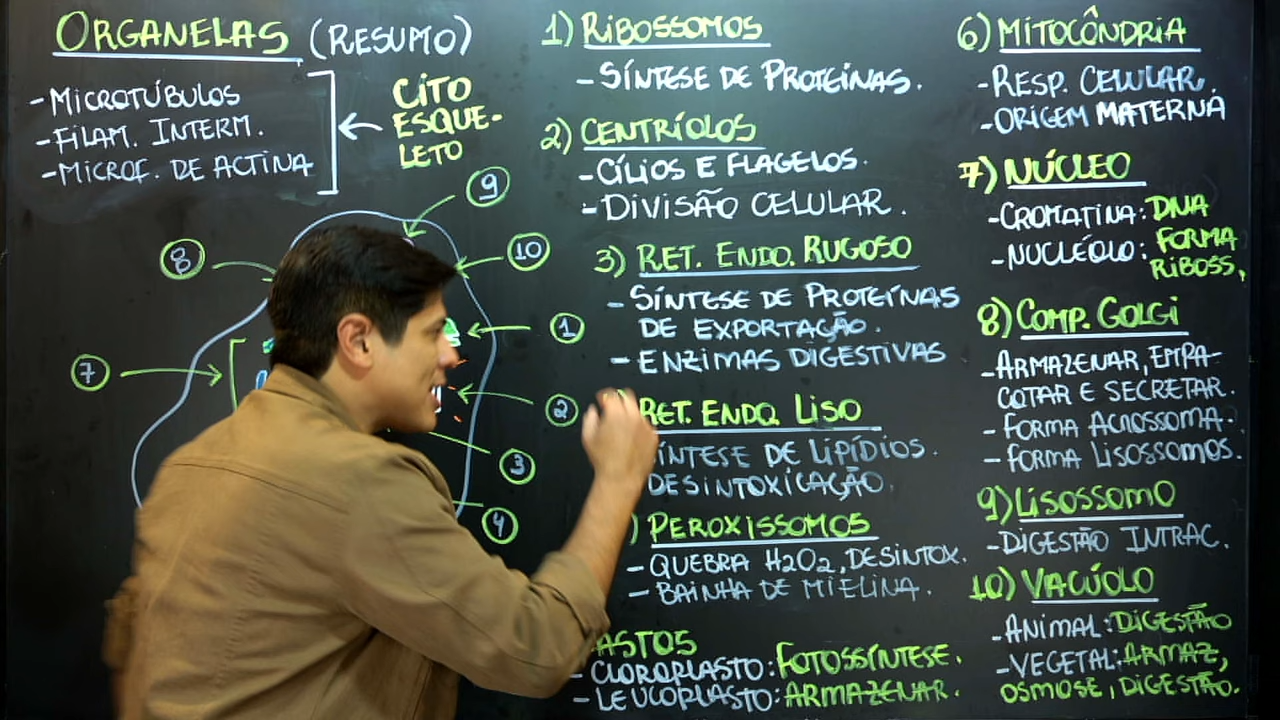 ORGANELAS (RESUMO)
- MICROTÚBULOS
- FILAM. INTERM.
- MICROF. DE ACTINA
CITO
ESQUE-
LETO
9
8
10
1
7
2
3
4
1) RIBOSSOMOS
- SÍNTESE DE PROTEÍNAS.
2) CENTRÍOLOS
- CÍLIOS E FLAGELOS.
- DIVISÃO CELULAR.
3) RET. ENDO. RUGOSO
- SÍNTESE DE PROTEÍNAS
DE EXPORTAÇÃO.
- ENZIMAS DIGESTIVAS
RET. ENDO. LISO
ÍNTESE DE LIPÍDIOS.
DESINTOXICAÇÃO.
) PEROXISSOMOS
- QUEBRA H2O2, DESINTOX.
- BAINHA DE MIELINA.
ASTOS
- CLOROPLASTO: FOTOSSÍNTESE.
- LEUCOPLASTO: ARMAZENAR.
6) MITOCÔNDRIA
- RESP. CELULAR.
- ORIGEM MATERNA
7) NÚCLEO
- CROMATINA: DNA
- NUCLÉOLO: FORMA
RIBOSS,
8) COMP. GOLGI
- ARMAZENAR, EMPA-
COTAR E SECRETAR.
- FORMA ACROSSOMA.
- FORMA LISOSSOMOS.
9) LISOSSOMO
- DIGESTÃO INTRAC.
10) VACÚOLO
- ANIMAL: DIGESTÃO
- VEGETAL: ARMAZ,
OSMOSE, DIGESTÃO.